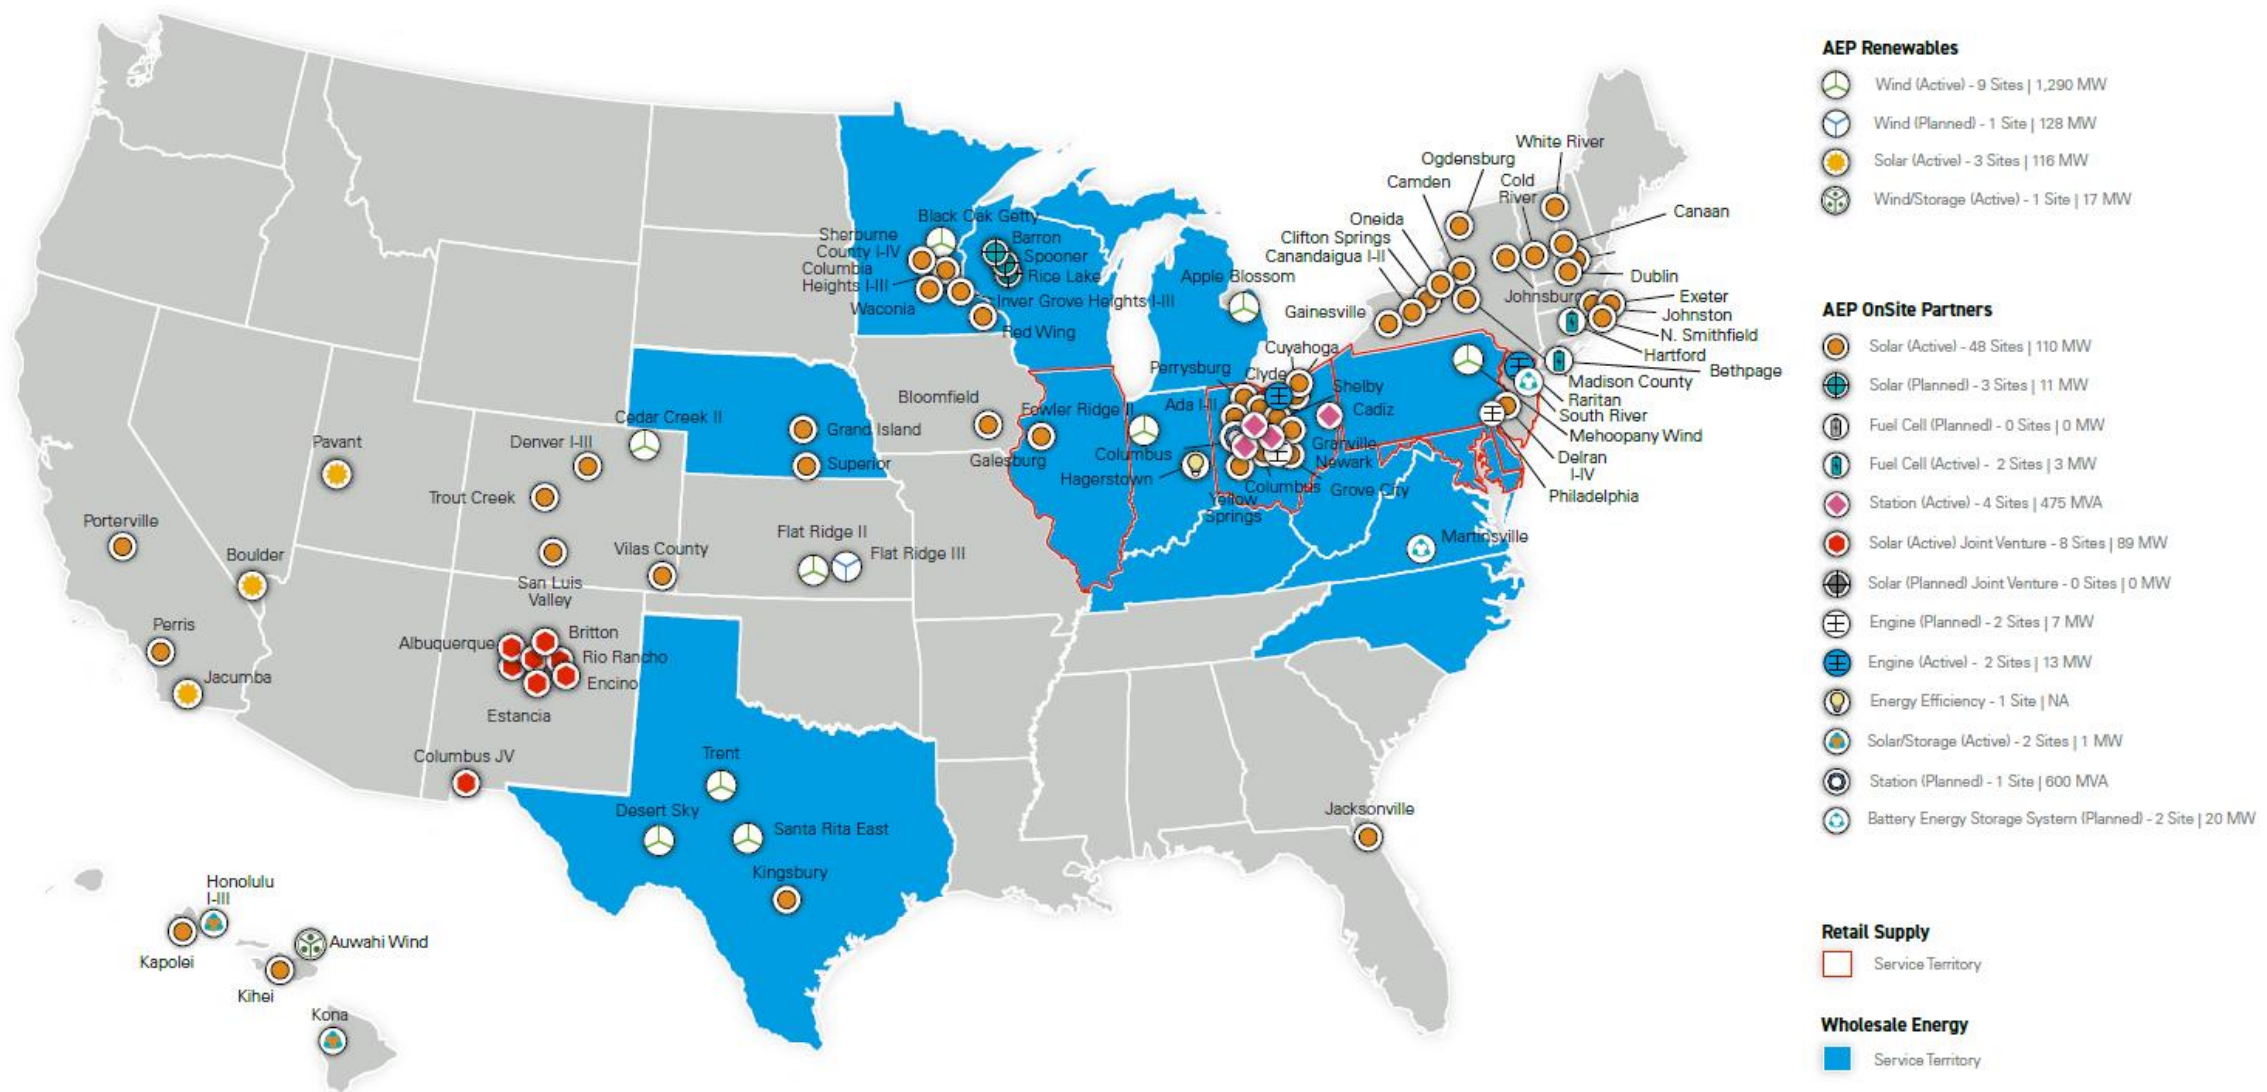 White River
Ogdensburg
Camden
Cold
River
Canaan
Oneida
Clifton Springs
Canandaigua I-II
Dublin
Gainesville
Johnsburg
Exeter
Johnston
N. Smithfield
Hartford
Bethpage
Madison County
Raritan
South River
Mehoopany Wind
Delran
I-IV
Philadelphia
Black Oak Getty
Sherburne
County I-IV
Columbia
Heights I-III
Waconia
Barron
Spooner
Rice Lake
Inver Grove Heights I-III
Red Wing
Apple Blossom
Cuyahoga
Perrysburg
Clyde
Shelby
Ada I-II
Cadiz
Bloomfield
Fowler Ridge II
Galesburg
Columbus
Hagerstown
Granville
Newark
Grove City
Columbus
Yellow
Springs
Martinsville
Cedar Creek II
Grand Island
Superior
Pavant
Denver I-III
Trout Creek
Porterville
Boulder
San Luis
Valley
Vilas County
Flat Ridge II
Flat Ridge III
Perris
Jacumba
Albuquerque
Britton
Rio Rancho
Encino
Estancia
Columbus JV
Trent
Desert Sky
Santa Rita East
Kingsbury
Jacksonville
Honolulu
I-III
Kapolei
Auwahi Wind
Kihei
Kona
AEP Renewables
Wind (Active) - 9 Sites | 1,290 MW
Wind (Planned) - 1 Site | 128 MW
Solar (Active) - 3 Sites | 116 MW
Wind/Storage (Active) - 1 Site | 17 MW
AEP OnSite Partners
Solar (Active) - 48 Sites | 110 MW
Solar (Planned) - 3 Sites | 11 MW
Fuel Cell (Planned) - 0 Sites | 0 MW
Fuel Cell (Active) - 2 Sites | 3 MW
Station (Active) - 4 Sites | 475 MVA
Solar (Active) Joint Venture - 8 Sites | 89 MW
Solar (Planned) Joint Venture - 0 Sites | 0 MW
Engine (Planned) - 2 Sites | 7 MW
Engine (Active) - 2 Sites | 13 MW
Energy Efficiency - 1 Site | NA
Solar/Storage (Active) - 2 Sites | 1 MW
Station (Planned) - 1 Site | 600 MVA
Battery Energy Storage System (Planned) - 2 Site | 20 MW
Retail Supply
Service Territory
Wholesale Energy
Service Territory